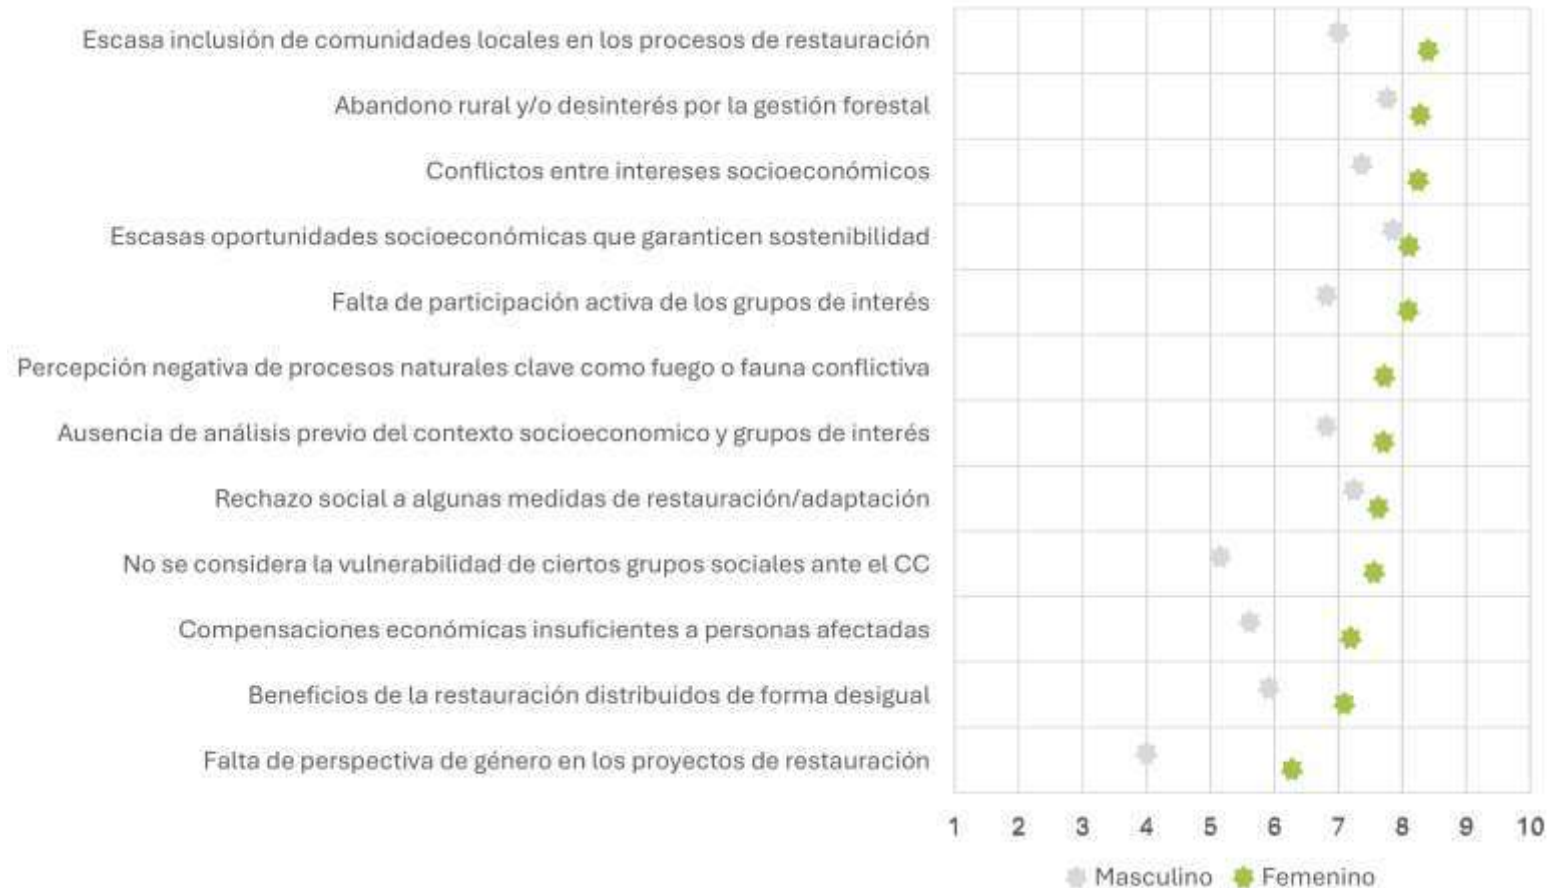 Escasa inclusión de comunidades locales en los procesos de restauración
Abandono rural y/o desinterés por la gestión forestal
Conflictos entre intereses socioeconómicos
Escasas oportunidades socioeconómicas que garanticen sostenibilidad
Falta de participación activa de los grupos de interés
Percepción negativa de procesos naturales clave como fuego o fauna conflictiva
Ausencia de análisis previo del contexto socioeconomico y grupos de interés
Rechazo social a algunas medidas de restauración/adaptación
No se considera la vulnerabilidad de ciertos grupos sociales ante el CC
Compensaciones económicas insuficientes a personas afectadas
Beneficios de la restauración distribuidos de forma desigual
Falta de perspectiva de género en los proyectos de restauración
1 2 3 4 5 6 7 8 9 10
Masculino Femenino